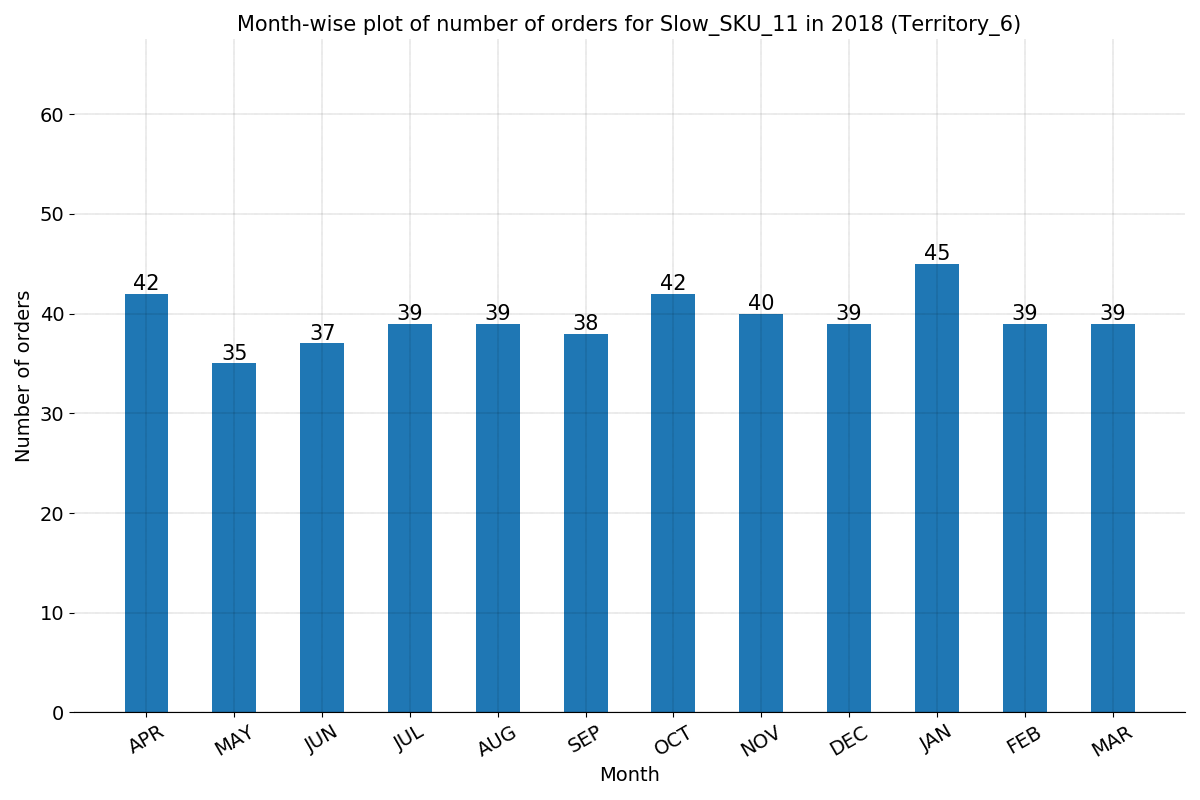 Month-wise plot of number of orders for Slow_SKU_11 in 2018 (Territory_6)
Number of orders
60
50
40
30
20
10
0
42
35
37
39
39
38
42
40
39
45
39
39
APR
MAY
JUN
JUL
AUG
SEP
OCT
NOV
DEC
JAN
FEB
MAR
Month